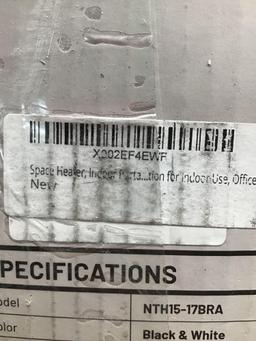 X002EF4EWF
Space Heater, Indoor Porta...tion for Indoor Use, Office
New
PECIFICATIONS
odel NTH15-17BRA
olor Black & White